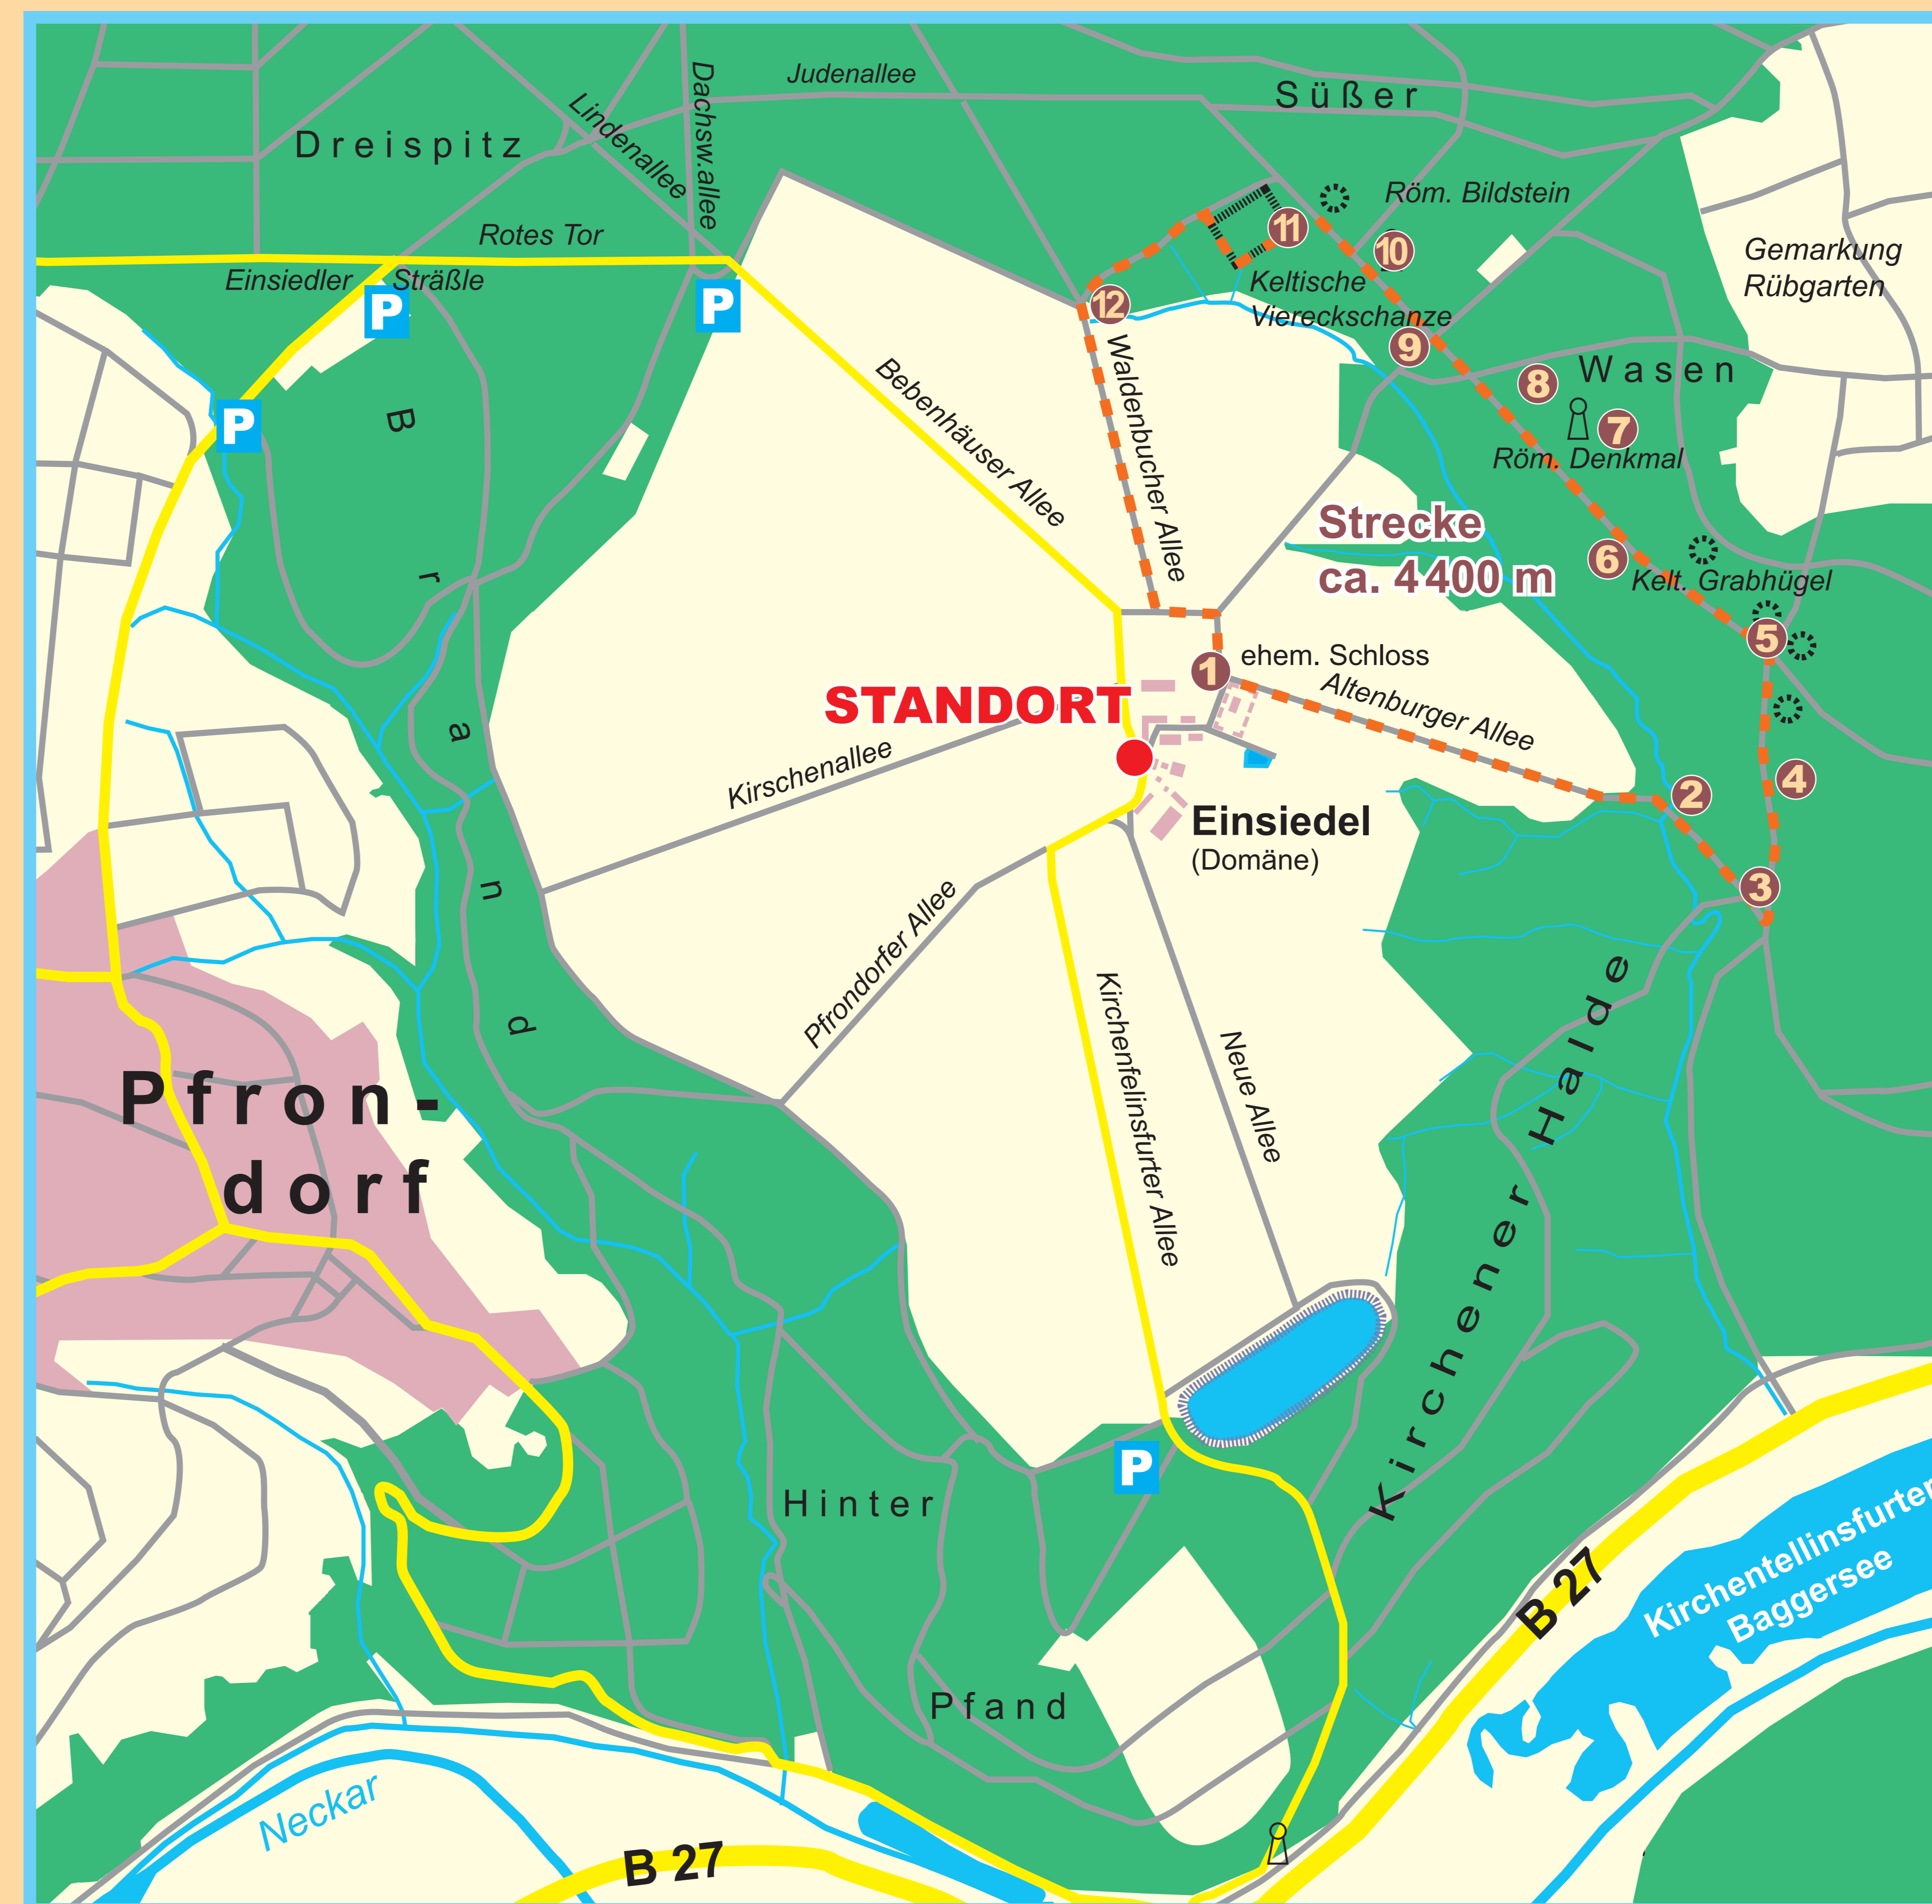 Judenallee
Süßer
Dachsw.allee
Lindenallee
Dreispitz
Röm. Bildstein
Rotes Tor
Einsiedler Sträßle
P
P
P
11
10
12
Keltische
Viereckschanze
Gemarkung
Rübgarten
9
8
Wasen
7
Röm. Denkmal
Waldenbucher Allee
Bebenhäuser Allee
Brand
Strecke
ca. 4400 m
6
Kelt. Grabhügel
5
1
ehem. Schloss
Altenburger Allee
STANDORT
Kirschenallee
4
2
3
Einsiedel
(Domäne)
Pfrondorfer Allee
Kirchenfelinsfurter Allee
Neue Allee
Kirchener Halde
Pfron-
dorf
P
Hinter
Pfand
B 27
Kirchentellinsfurter
Baggersee
Neckar
B 27